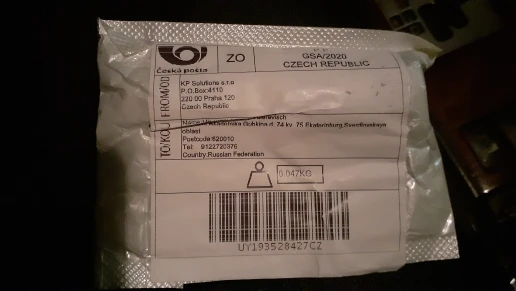 Česká pošta
ZO
GSA/2020
CZECH REPUBLIC
FROM/OD
KP Solutions s.r.o
P.O.Box:4110
220 00 Praha 120
Czech Republic
TO/KOU
Gubkina d. 74 kv. 75 Ekaterinburg, Sverdlovskaya
oblast
Postcode:620010
Tel: 9122720376
Country:Russian Federation
0.047KG
UY193528427CZ